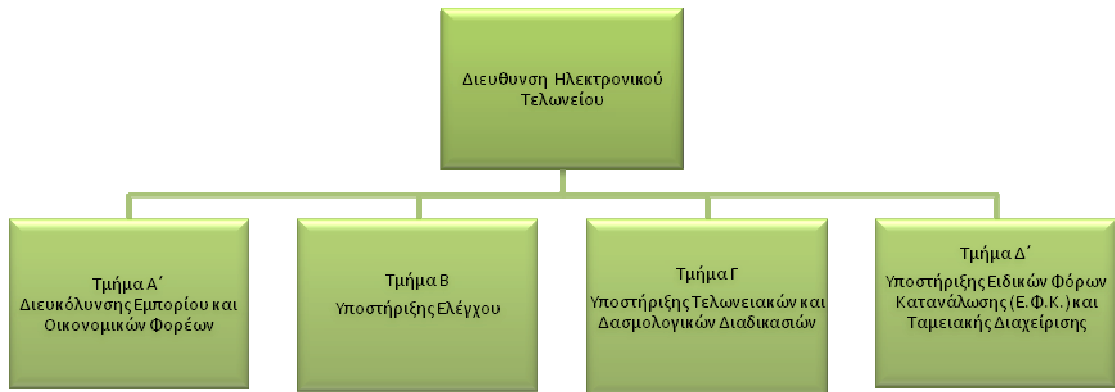 Διευθυνση Ηλεκτρονικού
Τελωνείου
Τμήμα Α΄
Διευκόλυνσης Εμπορίου και
Οικονομικών Φορέων
Τμήμα Β
Υποστήριξης Ελέγχου
Τμήμα Γ
Υποστήριξης Τελωνειακών και
Δασμολογικών Διαδικασιών
Τμήμα Δ΄
Υποστήριξης Ειδικών Φόρων
Κατανάλωσης (Ε.Φ.Κ.) και
Ταμειακής Διαχείρισης